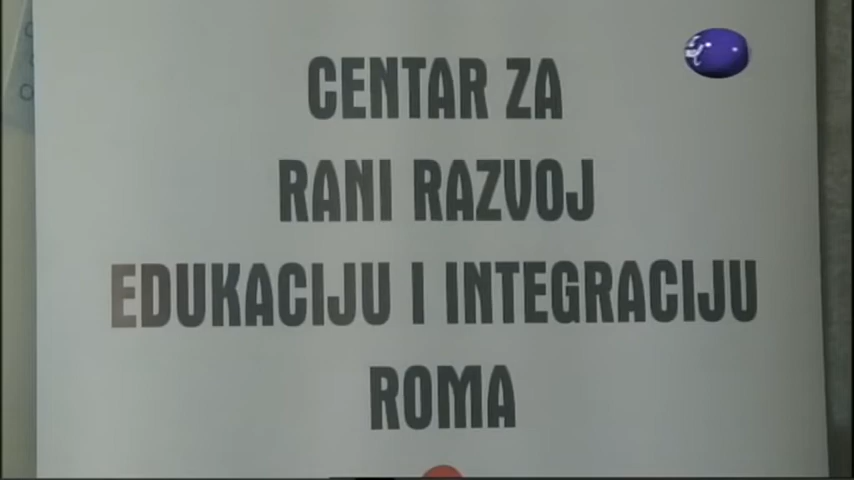 CENTAR ZA
RANI RAZVOJ
EDUKACIJU I INTEGRACIJU
ROMA